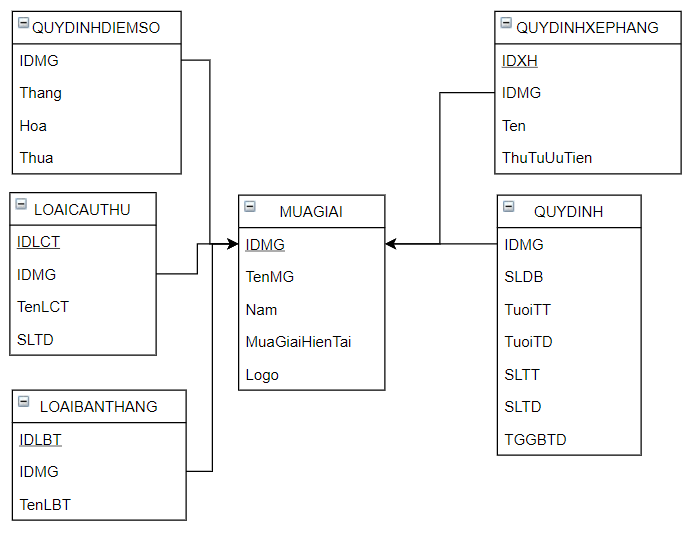 QUYDINHDIEMSO
IDMG
Thang
Hoa
Thua
QUYDINHXEPHANG
IDXH
IDMG
Ten
ThuTuUuTien
LOAICAUTHU
IDLCT
IDMG
TenLCT
SLTD
MUAGIAI
IDMG
TenMG
Nam
MuaGiaiHienTai
Logo
QUYDINH
IDMG
SLDB
TuoiTT
TuoiTD
SLTT
SLTD
TGGBTD
LOAIBANTHANG
IDLBT
IDMG
TenLBT